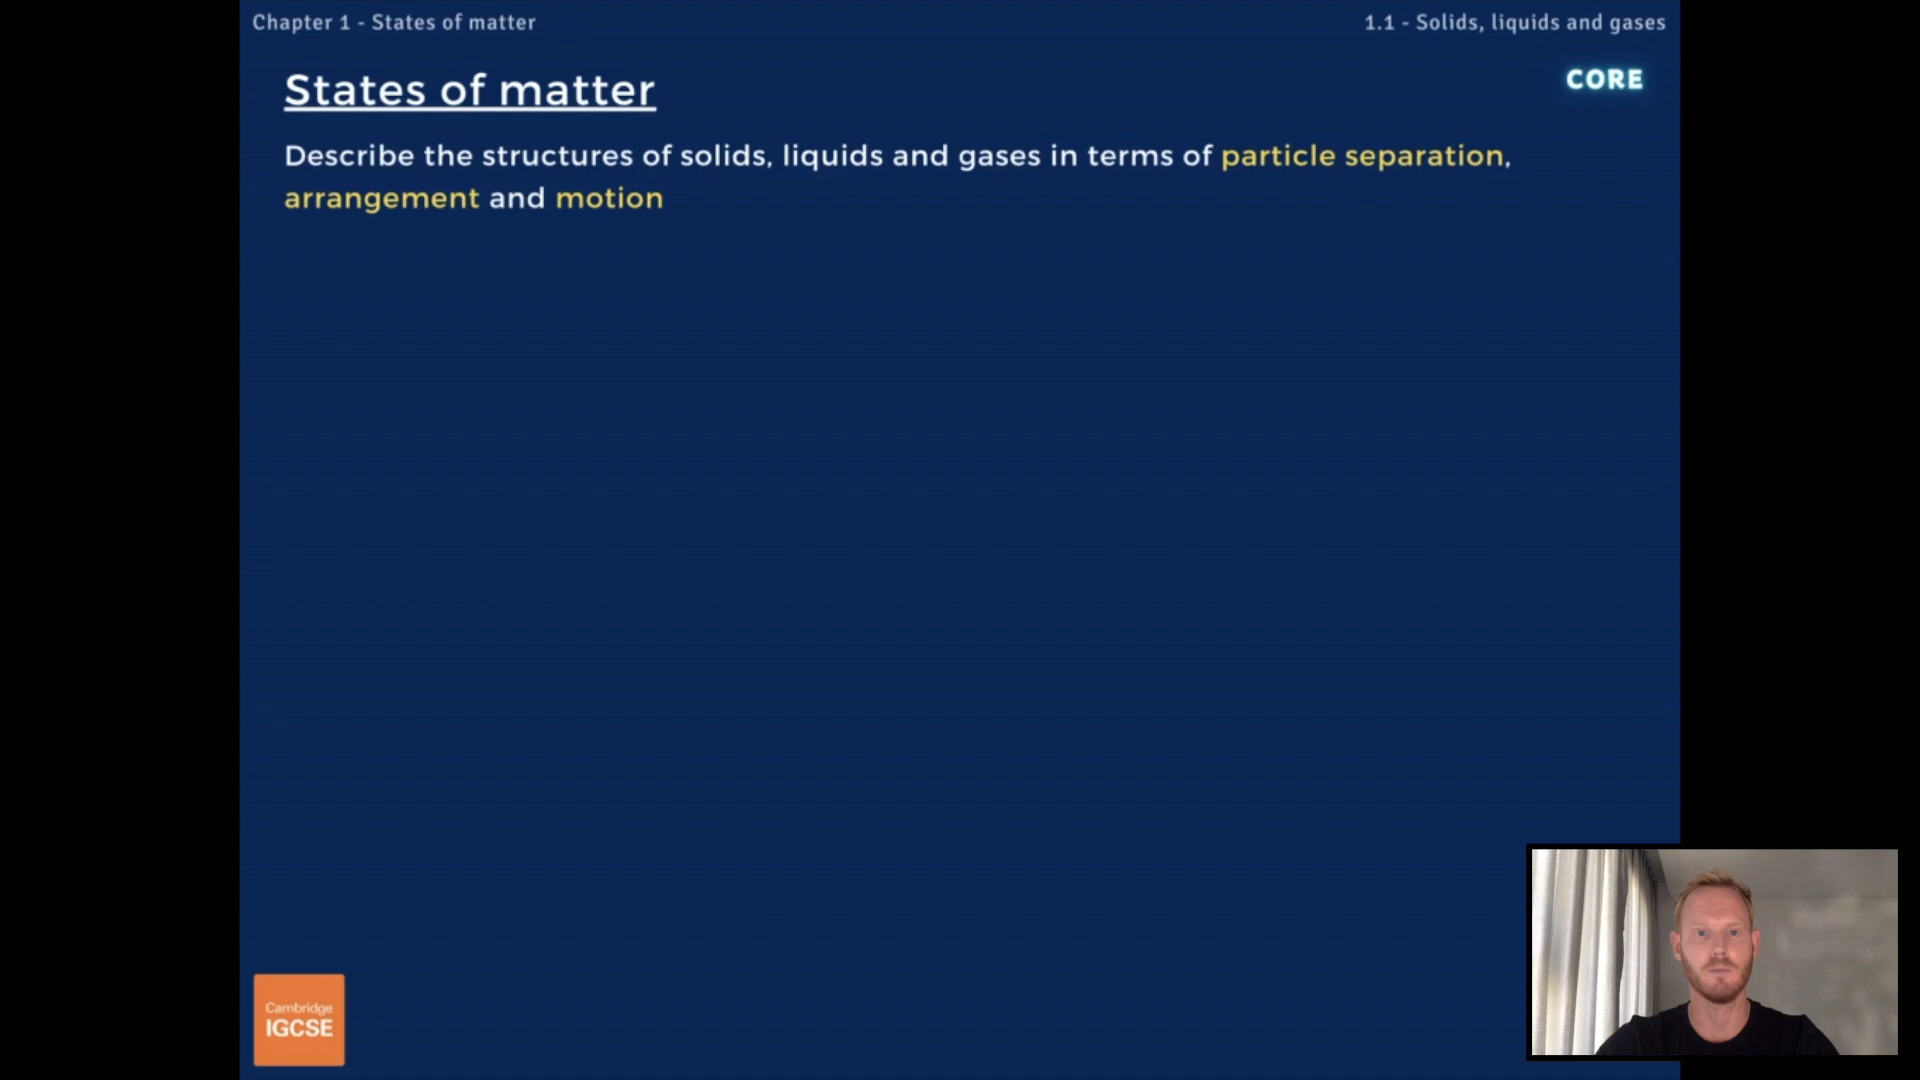 Chapter 1 - States of matter
1.1 - Solids, liquids and gases
States of matter
CORE
Describe the structures of solids, liquids and gases in terms of particle separation,
arrangement and motion
Cambridge
IGCSE